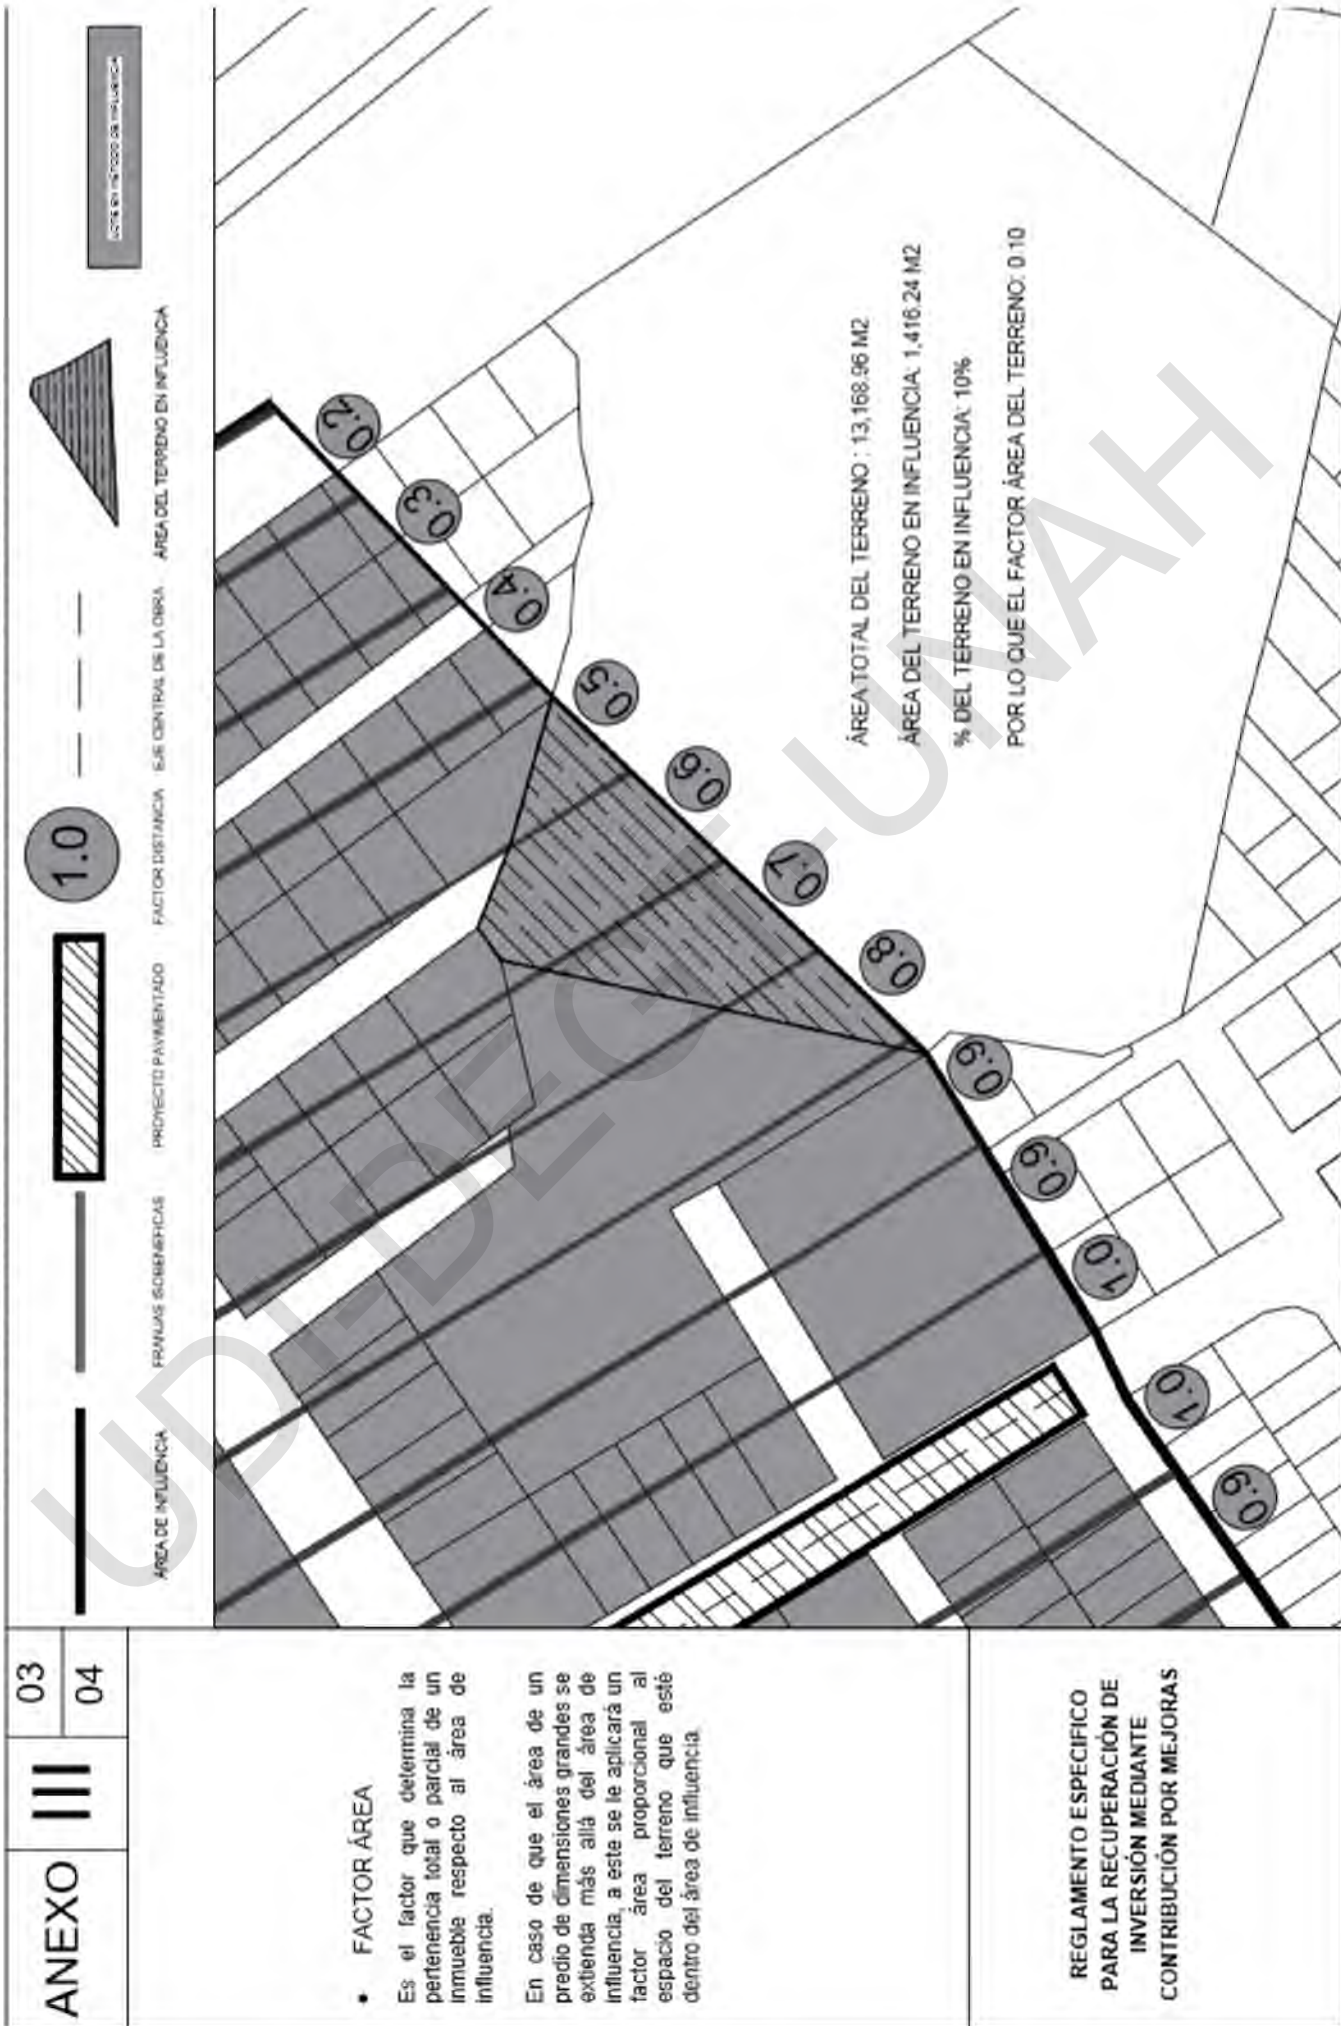 ANEXO
III
03
04
ÁREA DE INFLUENCIA
FRANJAS ISOBENEFICAS
PROYECTO PAVIMENTADO
1.0
FACTOR DISTANCIA
EJE CENTRAL DE LA OBRA
ÁREA DEL TERRENO EN INFLUENCIA
LOTE EN METODO DE INFLUENCIA
• FACTOR ÁREA
Es el factor que determina la
pertenencia total o parcial de un
inmueble respecto al área de
influencia.
En caso de que el área de un
predio de dimensiones grandes se
extienda más allá del área de
influencia, a este se le aplicará un
factor área proporcional al
espacio del terreno que esté
dentro del área de influencia.
REGLAMENTO ESPECIFICO
PARA LA RECUPERACIÓN DE
INVERSIÓN MEDIANTE
CONTRIBUCIÓN POR MEJORAS
0.2
0.3
0.4
0.5
0.6
0.7
0.8
0.9
0.9
1.0
1.0
0.9
ÁREA TOTAL DEL TERRENO : 13,168.96 M2
ÁREA DEL TERRENO EN INFLUENCIA: 1,416.24 M2
% DEL TERRENO EN INFLUENCIA: 10%
POR LO QUE EL FACTOR ÁREA DEL TERRENO: 0.10
UDI-DEGT-UNAH